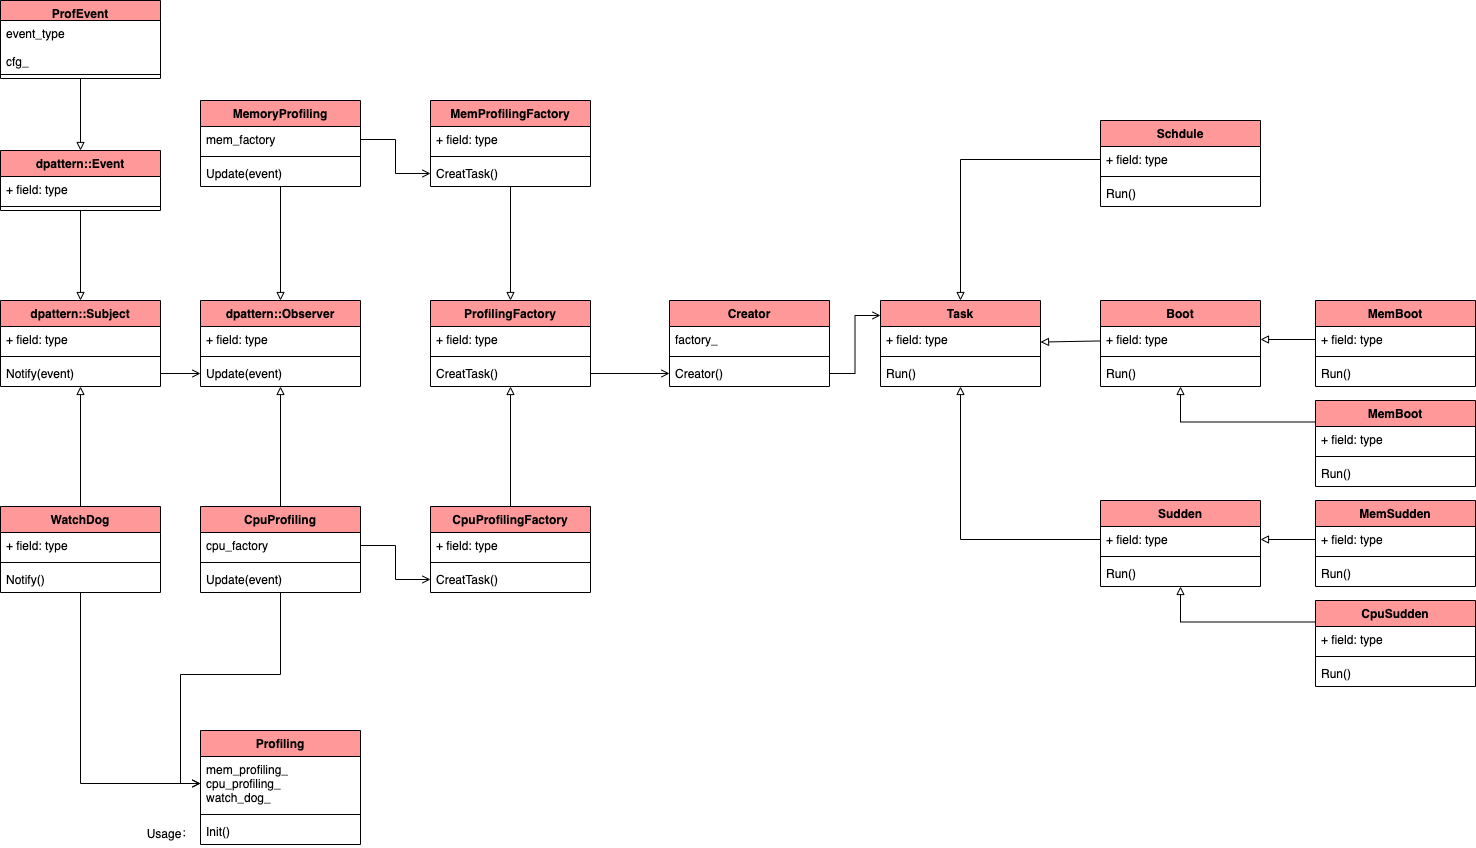 ProfEvent
event_type
cfg_
dpattern::Event
+ field: type
MemoryProfiling
mem_factory
Update(event)
MemProfilingFactory
+ field: type
CreatTask()
Schdule
+ field: type
Run()
dpattern::Subject
+ field: type
Notify(event)
dpattern::Observer
+ field: type
Update(event)
ProfilingFactory
+ field: type
CreatTask()
Creator
factory_
Creator()
Task
+ field: type
Run()
Boot
+ field: type
Run()
MemBoot
+ field: type
Run()
MemBoot
+ field: type
Run()
WatchDog
+ field: type
Notify()
CpuProfiling
cpu_factory
Update(event)
CpuProfilingFactory
+ field: type
CreatTask()
Sudden
+ field: type
Run()
MemSudden
+ field: type
Run()
CpuSudden
+ field: type
Run()
Profiling
mem_profiling_
cpu_profiling_
watch_dog_
Usage：
Init()